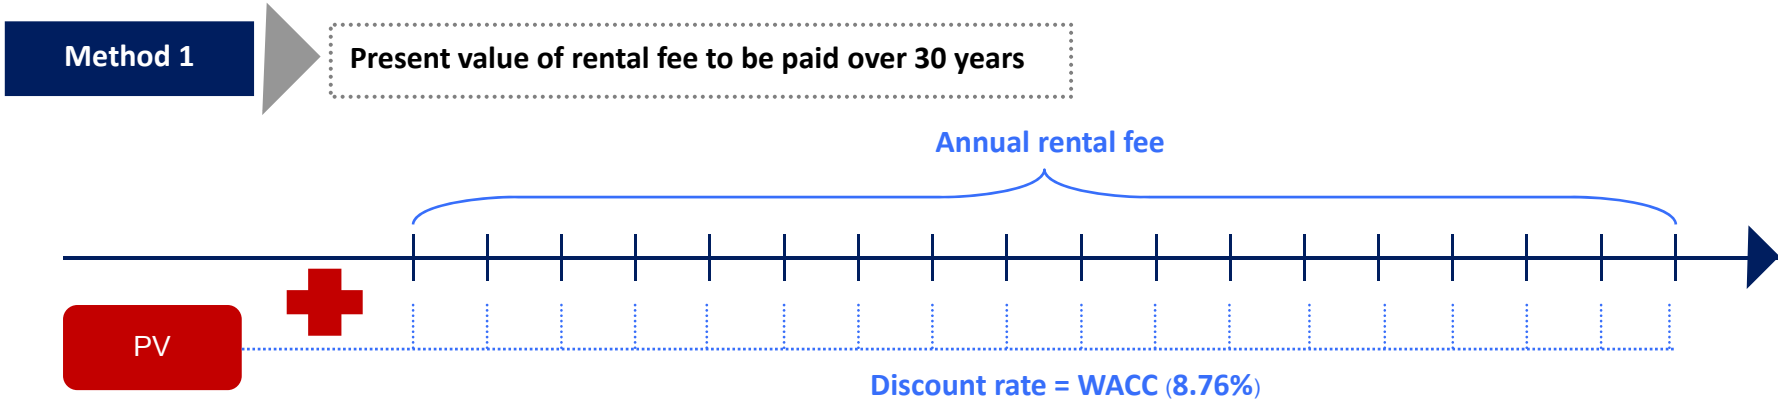 Method 1
Present value of rental fee to be paid over 30 years
Annual rental fee
PV
Discount rate = WACC (8.76%)